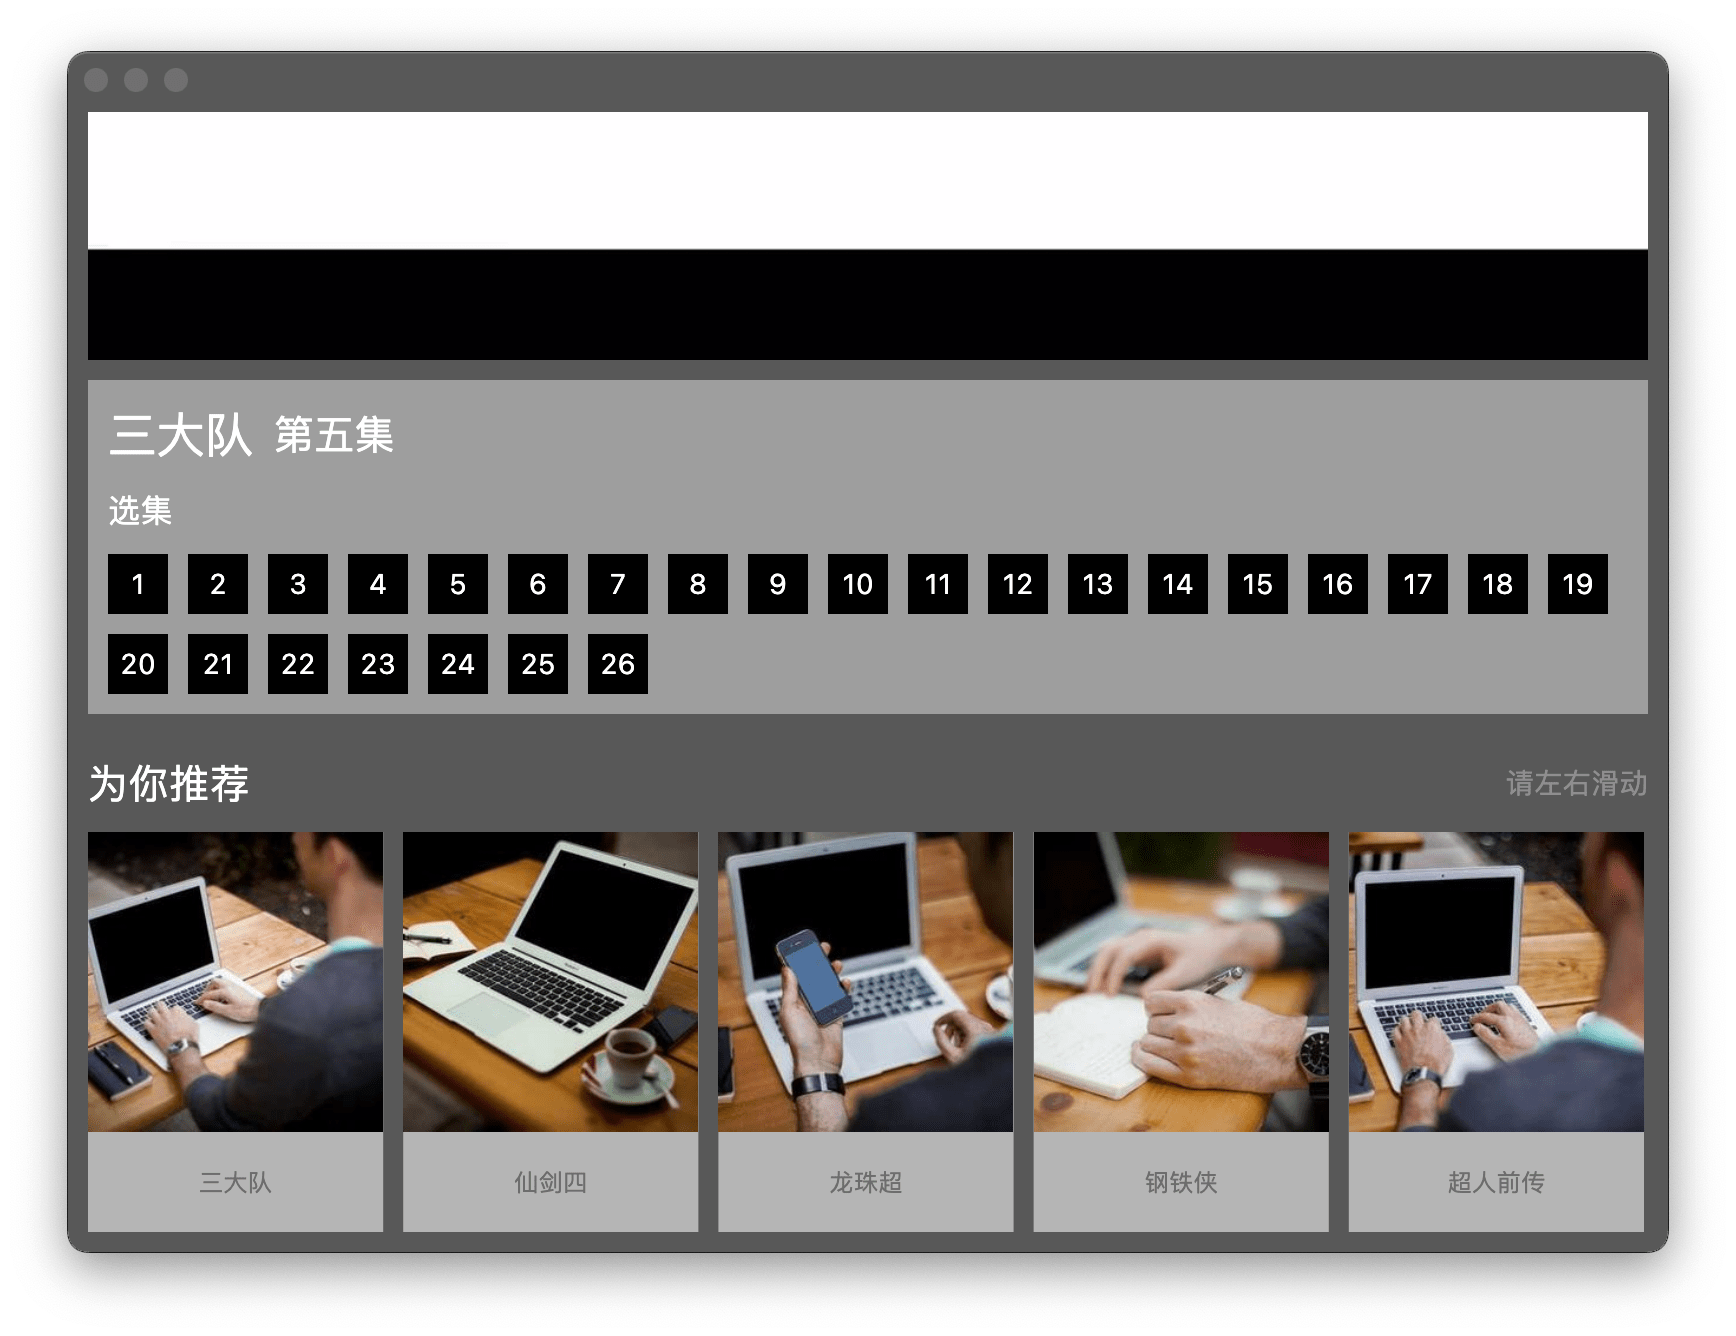 三大队 第五集
选集
1 2 3 4 5 6 7 8 9 10 11 12 13 14 15 16 17 18 19
20 21 22 23 24 25 26
为你推荐 请左右滑动
三大队 仙剑四 龙珠超 钢铁侠 超人前传